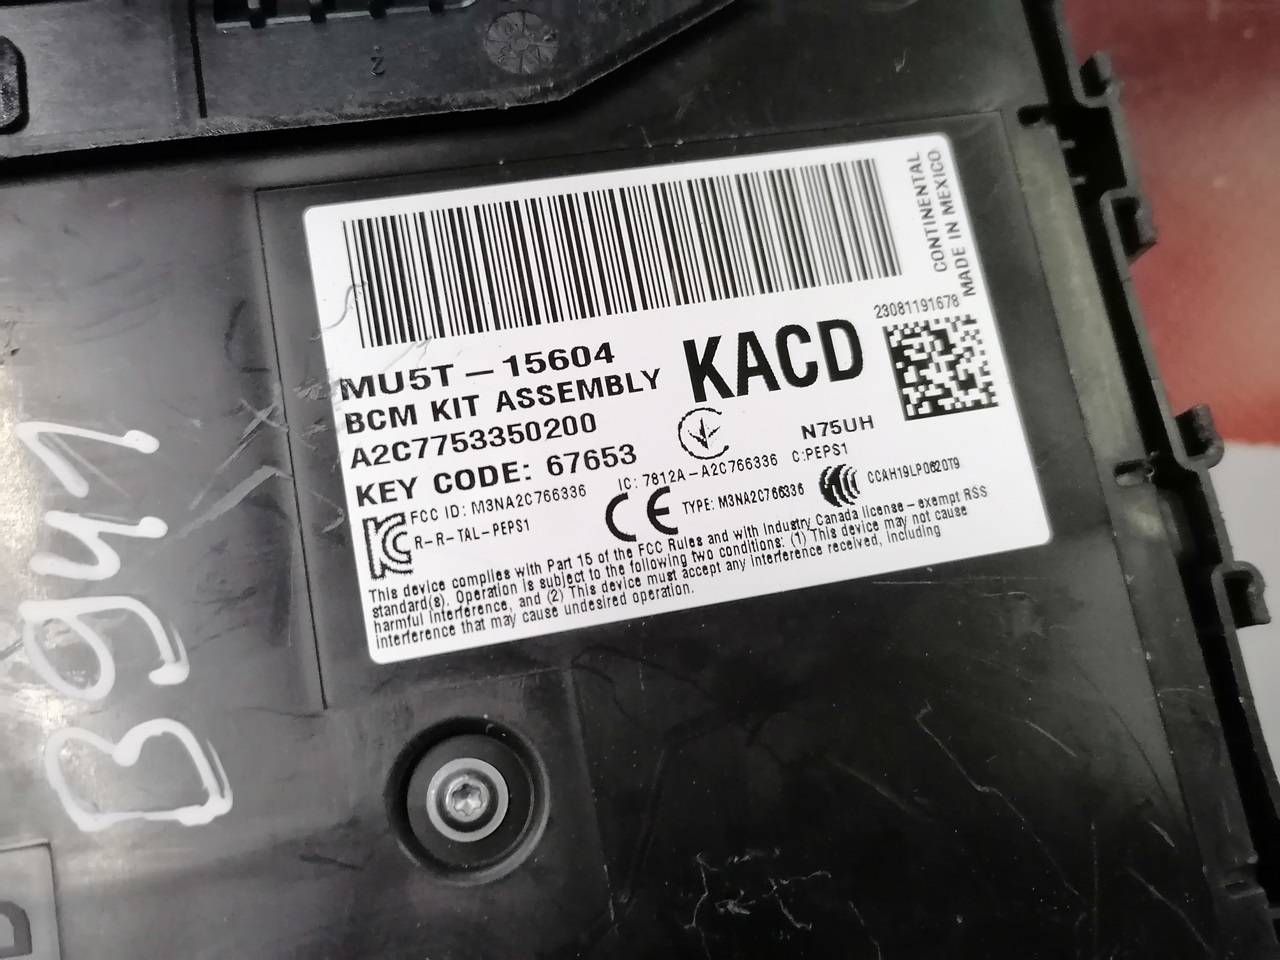 CONTINENTAL
MADE IN MEXICO
23081191678
MU5T – 15604
KACD
BCM KIT ASSEMBLY
A2C7753350200
N75UH
KEY CODE: 67653
FCC ID: M3NA2C766336
IC: 7812A-A2C766336
C:PEPS1
R-R-TAL-PEPS1
CE
TYPE: M3NA2C766336
CCAH19LP0620T9
This device complies with Part 15 of the FCC Rules and with Industry Canada license – exempt RSS
standard(s). Operation is subject to the following two conditions: (1) This device may not cause
harmful interference, and (2) This device must accept any interference received, including
interference that may cause undesired operation.
B941